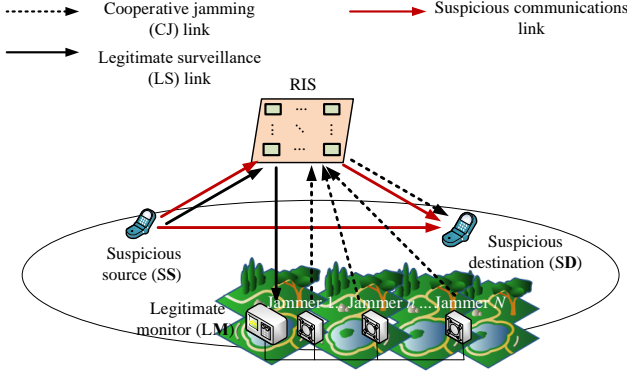 Cooperative jamming
(CJ) link
Suspicious communications
link
Legitimate surveillance
(LS) link
RIS
Suspicious
source (SS)
Suspicious
destination (SD)
Legitimate
monitor (LM)
Jammer 1 Jammer n ... Jammer N